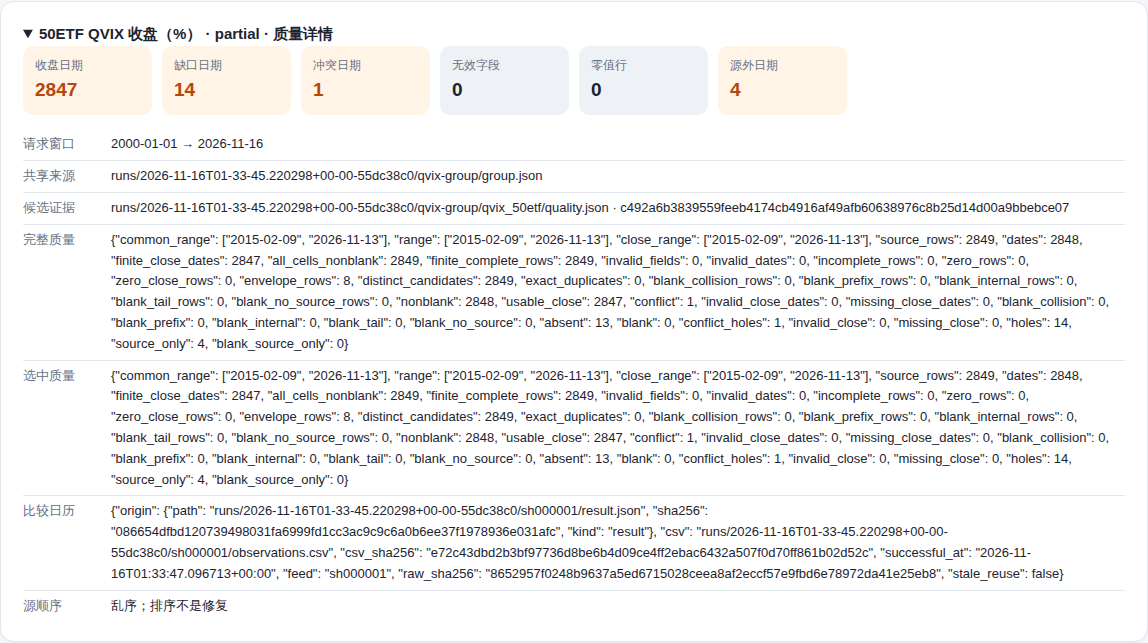 ▼ 50ETF QVIX 收盘（%） · partial · 质量详情
收盘日期
2847
缺口日期
14
冲突日期
1
无效字段
0
零值行
0
源外日期
4
请求窗口
2000-01-01 → 2026-11-16
共享来源
runs/2026-11-16T01-33-45.220298+00-00-55dc38c0/qvix-group/group.json
候选证据
runs/2026-11-16T01-33-45.220298+00-00-55dc38c0/qvix-group/qvix_50etf/quality.json · c492a6b3839559feeb4174cb4916af49afb60638976c8b25d14d00a9bbebce07
完整质量
{"common_range": ["2015-02-09", "2026-11-13"], "range": ["2015-02-09", "2026-11-13"], "close_range": ["2015-02-09", "2026-11-13"], "source_rows": 2849, "dates": 2848,
"finite_close_dates": 2847, "all_cells_nonblank": 2849, "finite_complete_rows": 2849, "invalid_fields": 0, "invalid_dates": 0, "incomplete_rows": 0, "zero_rows": 0,
"zero_close_rows": 0, "envelope_rows": 8, "distinct_candidates": 2849, "exact_duplicates": 0, "blank_collision_rows": 0, "blank_prefix_rows": 0, "blank_internal_rows": 0,
"blank_tail_rows": 0, "blank_no_source_rows": 0, "nonblank": 2848, "usable_close": 2847, "conflict": 1, "invalid_close_dates": 0, "missing_close_dates": 0, "blank_collision": 0,
"blank_prefix": 0, "blank_internal": 0, "blank_tail": 0, "blank_no_source": 0, "absent": 13, "blank": 0, "conflict_holes": 1, "invalid_close": 0, "missing_close": 0, "holes": 14,
"source_only": 4, "blank_source_only": 0}
选中质量
{"common_range": ["2015-02-09", "2026-11-13"], "range": ["2015-02-09", "2026-11-13"], "close_range": ["2015-02-09", "2026-11-13"], "source_rows": 2849, "dates": 2848,
"finite_close_dates": 2847, "all_cells_nonblank": 2849, "finite_complete_rows": 2849, "invalid_fields": 0, "invalid_dates": 0, "incomplete_rows": 0, "zero_rows": 0,
"zero_close_rows": 0, "envelope_rows": 8, "distinct_candidates": 2849, "exact_duplicates": 0, "blank_collision_rows": 0, "blank_prefix_rows": 0, "blank_internal_rows": 0,
"blank_tail_rows": 0, "blank_no_source_rows": 0, "nonblank": 2848, "usable_close": 2847, "conflict": 1, "invalid_close_dates": 0, "missing_close_dates": 0, "blank_collision": 0,
"blank_prefix": 0, "blank_internal": 0, "blank_tail": 0, "blank_no_source": 0, "absent": 13, "blank": 0, "conflict_holes": 1, "invalid_close": 0, "missing_close": 0, "holes": 14,
"source_only": 4, "blank_source_only": 0}
比较日历
{"origin": {"path": "runs/2026-11-16T01-33-45.220298+00-00-55dc38c0/sh000001/result.json", "sha256":
"086654dfbd120739498031fa6999fd1cc3ac9c9c6a0b6ee37f1978936e031afc", "kind": "result"}, "csv": "runs/2026-11-16T01-33-45.220298+00-00-
55dc38c0/sh000001/observations.csv", "csv_sha256": "e72c43dbd2b3bf97736d8be6b4d09ce4ff2ebac6432a507f0d70ff861b02d52c", "successful_at": "2026-11-
16T01:33:47.096713+00:00", "feed": "sh000001", "raw_sha256": "8652957f0248b9637a5ed6715028ceea8af2eccf57e9fbd6e78972da41e25eb8", "stale_reuse": false}
源顺序
乱序；排序不是修复